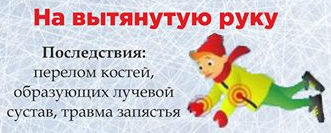 На вытянутую руку
Последствия:
перелом костей,
образующих лучевой
сустав, травма запястья